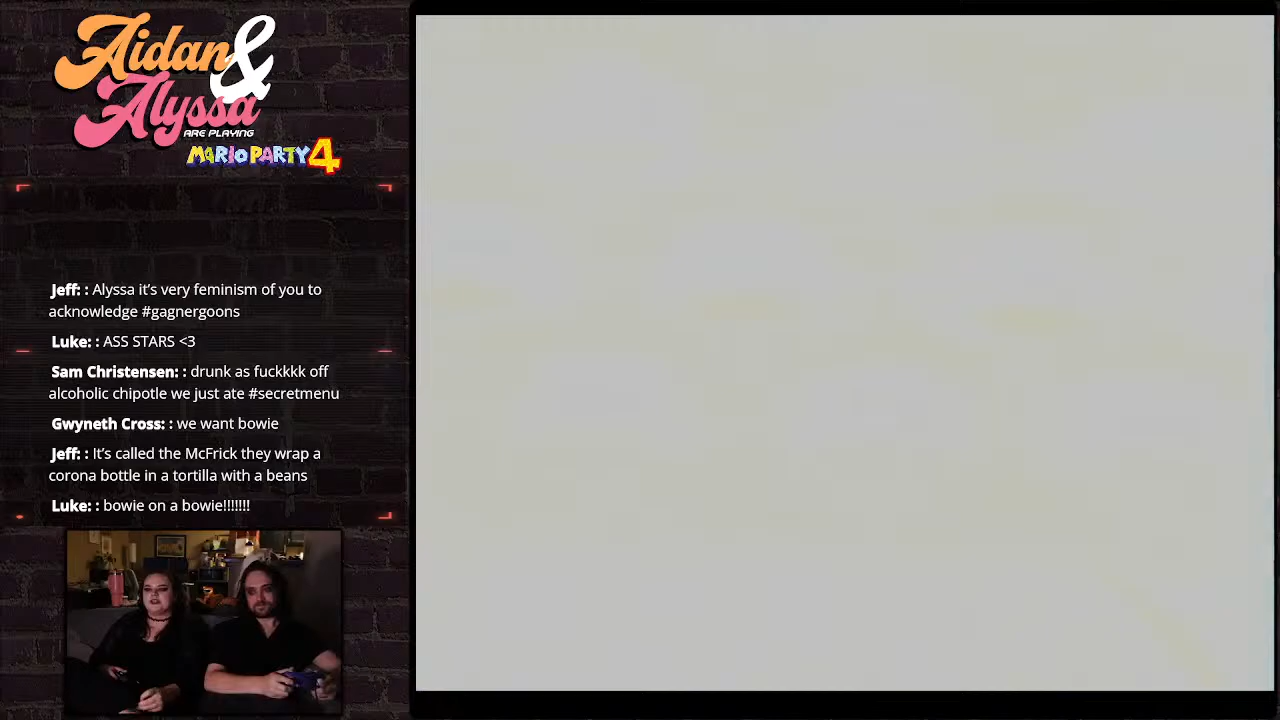 Aidan &
Alyssa
ARE PLAYING
MARIO PARTY 4
Jeff: : Alyssa it’s very feminism of you to
acknowledge #gagnergoons
Luke: : ASS STARS <3
Sam Christensen: : drunk as fuckkkk off
alcoholic chipotle we just ate #secretmenu
Gwyneth Cross: : we want bowie
Jeff: : It’s called the McFrick they wrap a
corona bottle in a tortilla with a beans
Luke: : bowie on a bowie!!!!!!!